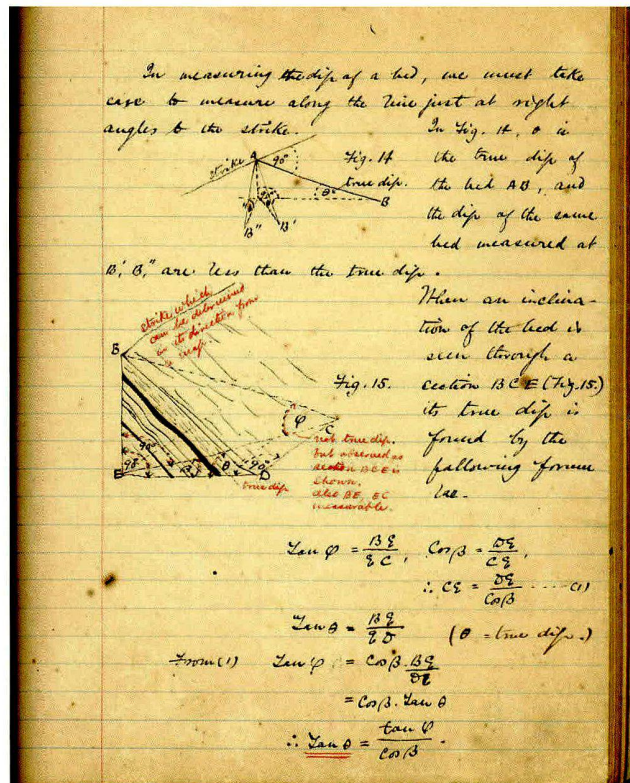 In measuring the dip of a bed, we must take
care to measure along the line just at right
angles to the strike.
In Fig. 14, θ is
the true dip of
the bed AB, and
the dip of the same
bed measured at
strike
A
90°
Fig. 14
true dip.
θ
B
B"
B'
B', B," are less than the true dip.
When an inclina-
tion of the bed is
seen through a
section BCE (Fig. 15.)
its true dip is
found by the
following formu
lae.
strike which
can be determined
in its direction from
a map
B
Fig. 15.
φ
C
not true dip.
but observed as
section BCE is
shown.
also BE, EC
measurable.
90°
90°
E
β
θ
90°
D
true dip
Tan φ = BE/EC, Cos β = DE/CE,
∴ CE = DE/Cos β ------ (1)
Tan θ = BE/ED (θ = true dip.)
From (1) Tan φ = Cos β · BE/DE
= Cos β · Tan θ
∴ Tan θ = tan φ/Cos β ·